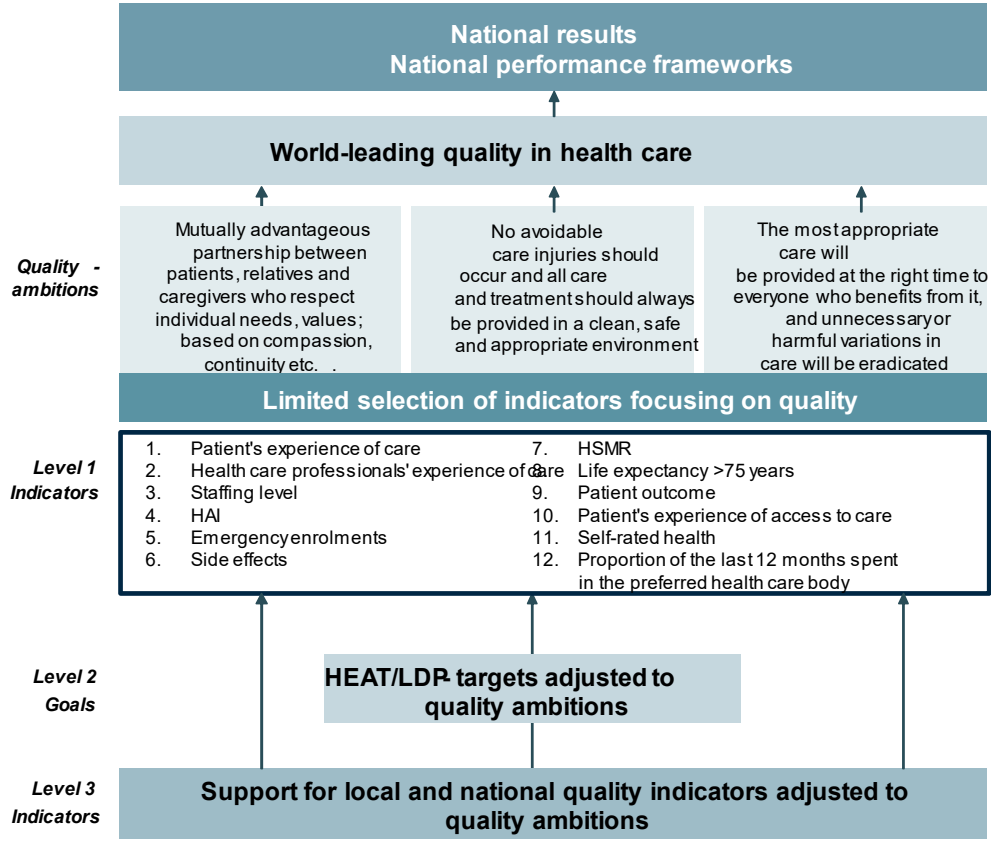 National results
National performance frameworks
World-leading quality in health care
Quality -
ambitions
Mutually advantageous
partnership between
patients, relatives and
caregivers who respect
individual needs, values;
based on compassion,
continuity etc. .
No avoidable
care injuries should
occur and all care
and treatment should always
be provided in a clean, safe
and appropriate environment
The most appropriate
care will
be provided at the right time to
everyone who benefits from it,
and unnecessary or
harmful variations in
care will be eradicated
Limited selection of indicators focusing on quality
Level 1
Indicators
1. Patient's experience of care
2. Health care professionals' experience of care
3. Staffing level
4. HAI
5. Emergency enrolments
6. Side effects
7. HSMR
8. Life expectancy >75 years
9. Patient outcome
10. Patient's experience of access to care
11. Self-rated health
12. Proportion of the last 12 months spent
in the preferred health care body
Level 2
Goals
HEAT/LDP- targets adjusted to
quality ambitions
Level 3
Indicators
Support for local and national quality indicators adjusted to
quality ambitions